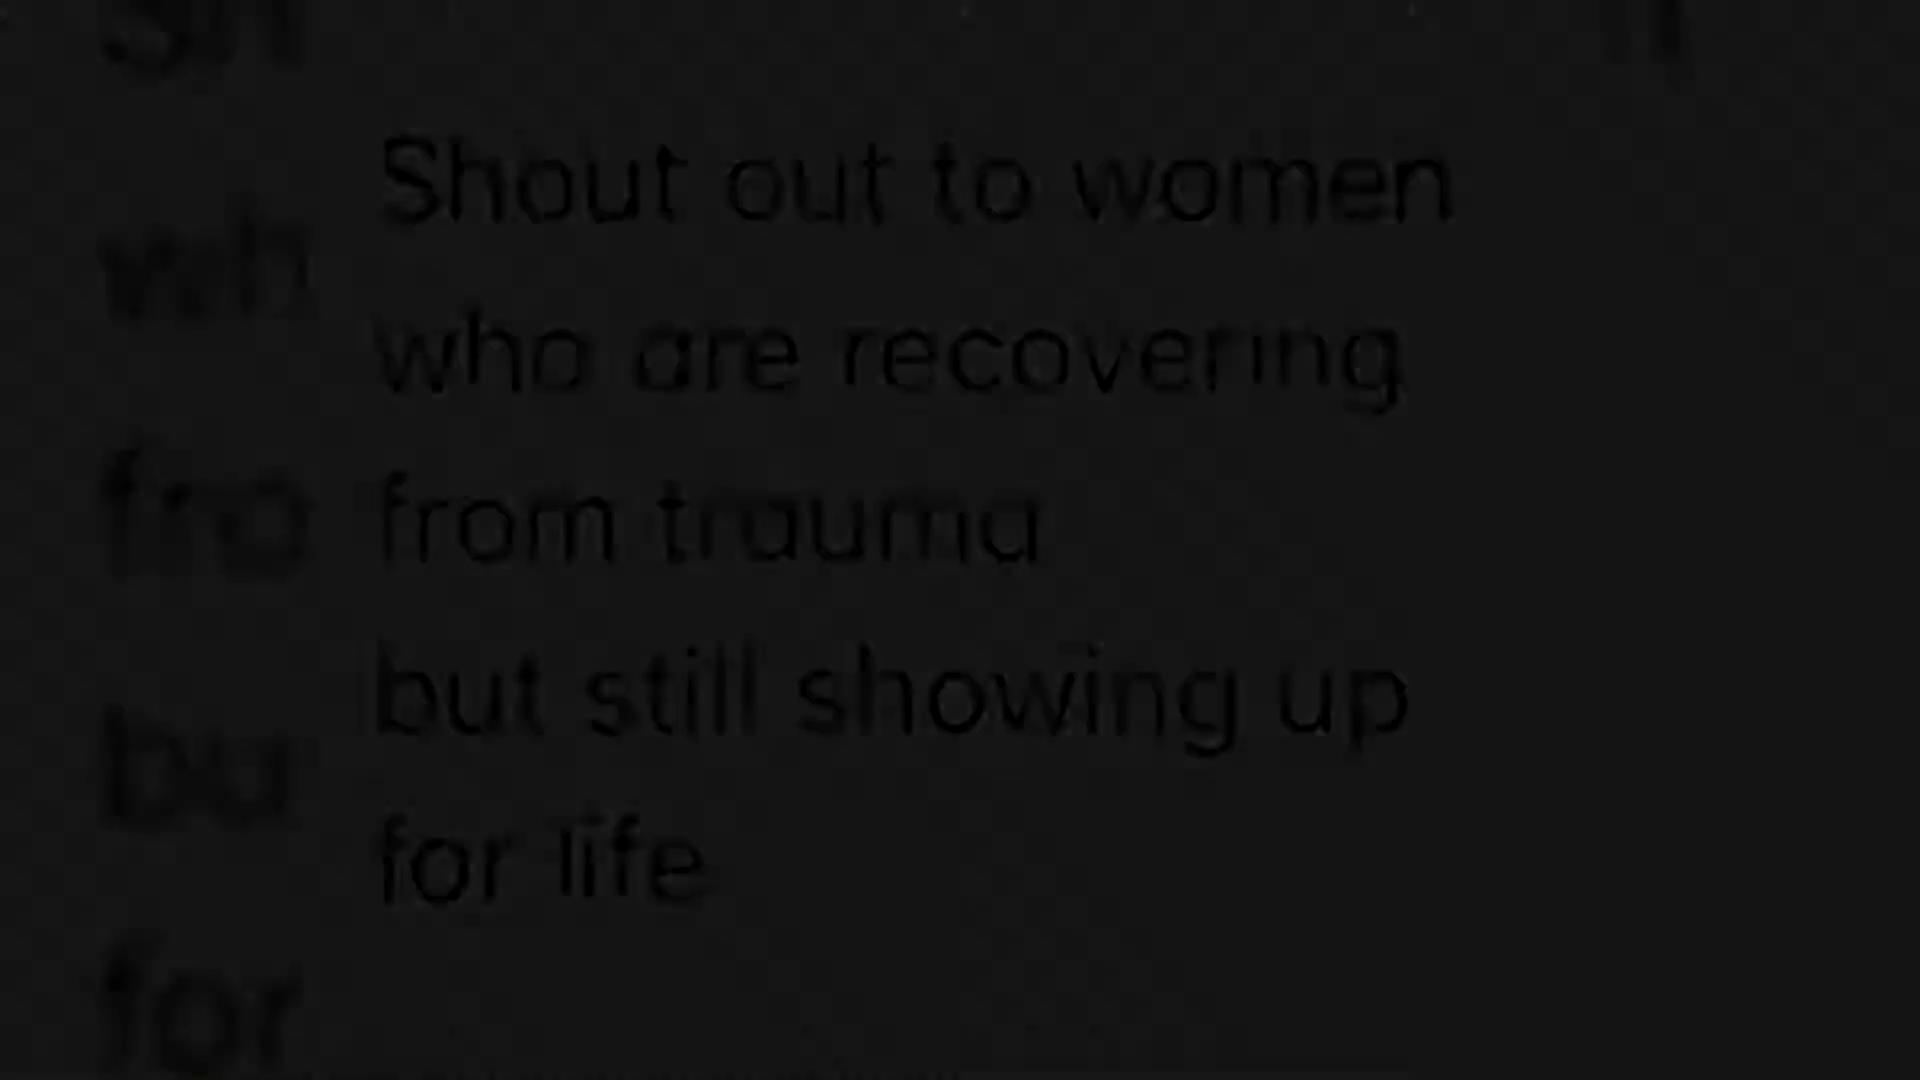 Shout out to women
who are recovering
from trauma
but still showing up
for life